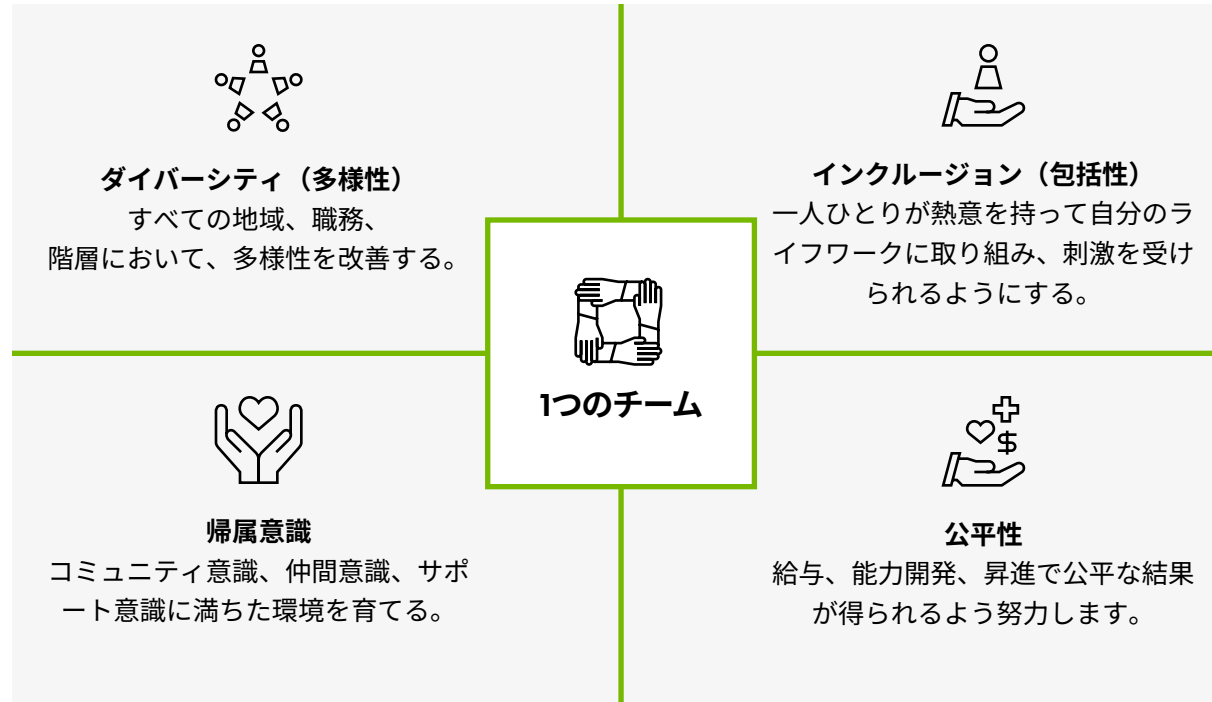 ダイバーシティ（多様性）
すべての地域、職務、
階層において、多様性を改善する。
インクルージョン（包括性）
一人ひとりが熱意を持って自分のラ
イフワークに取り組み、刺激を受け
られるようにする。
1つのチーム
帰属意識
コミュニティ意識、仲間意識、サポ
ート意識に満ちた環境を育てる。
公平性
給与、能力開発、昇進で公平な結果
が得られるよう努力します。